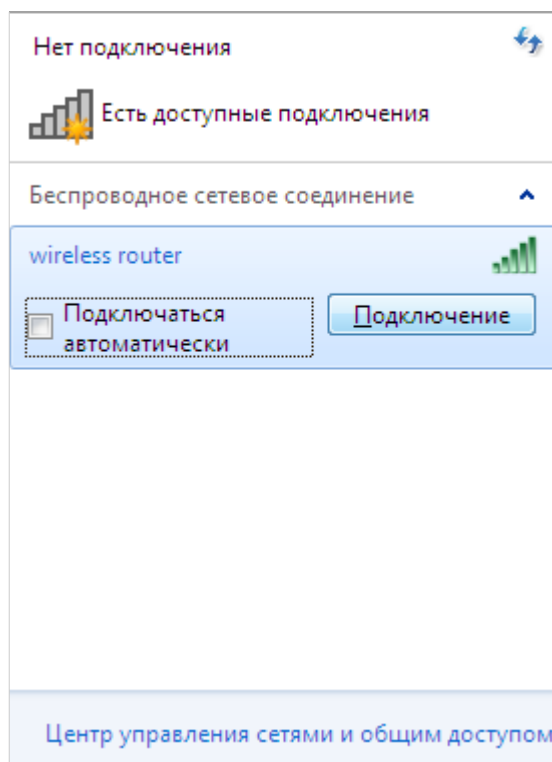 Нет подключения
Есть доступные подключения
Беспроводное сетевое соединение
wireless router
Подключаться
автоматически
Подключение
Центр управления сетями и общим доступом